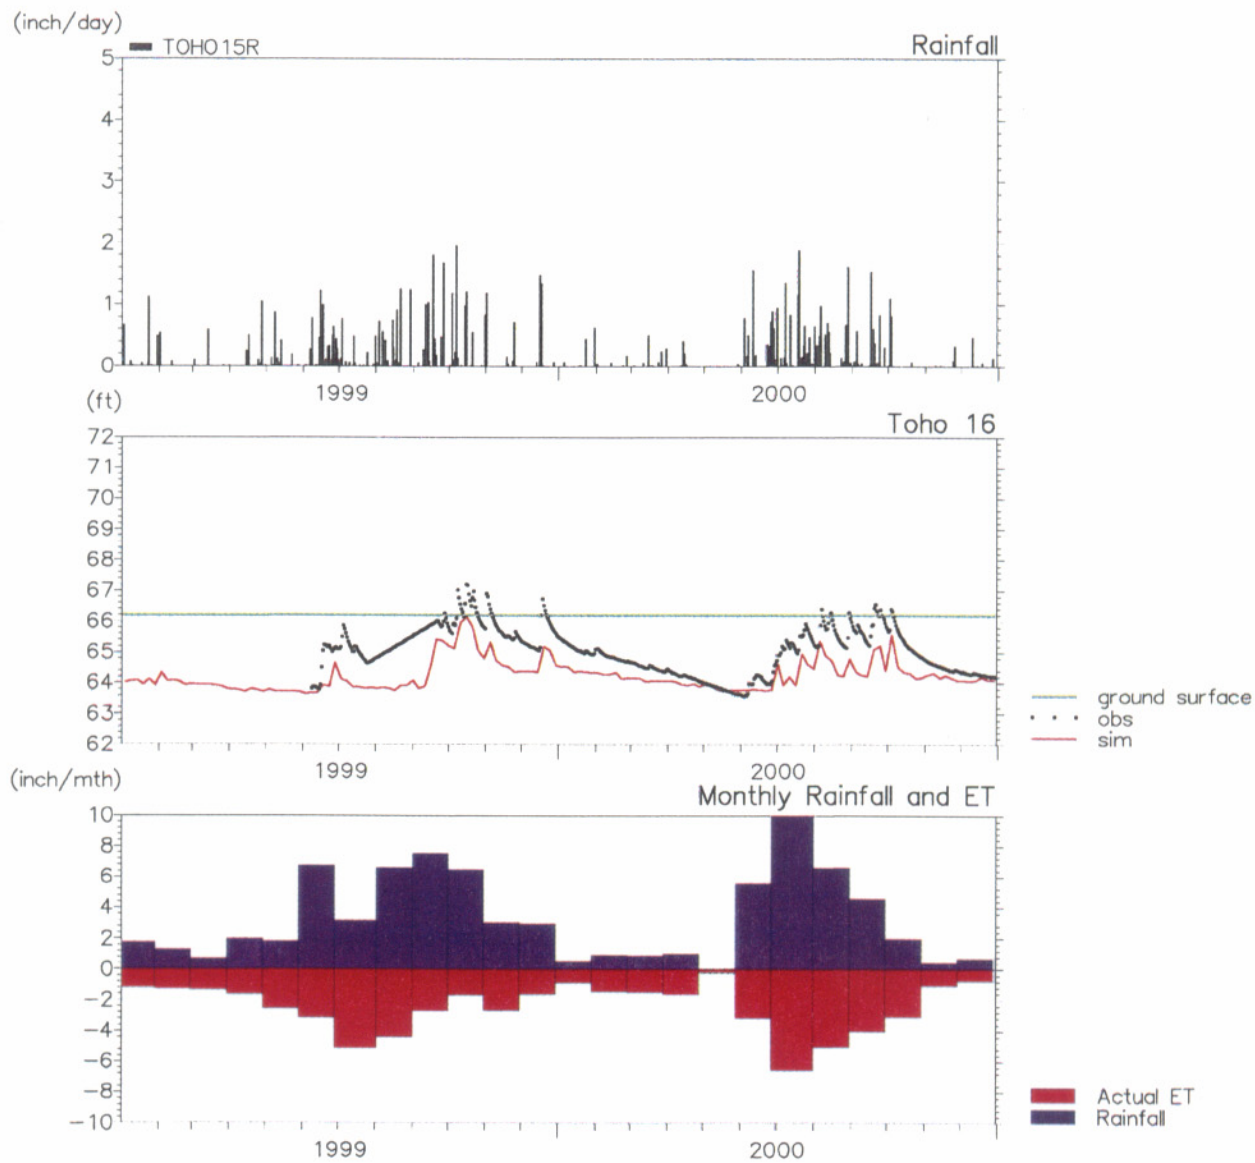 (inch/day)
TOHO15R
Rainfall
5
4
3
2
1
0
1999
2000
(ft)
Toho 16
72
71
70
69
68
67
66
65
64
63
62
1999
2000
ground surface
obs
sim
(inch/mth)
Monthly Rainfall and ET
10
8
6
4
2
0
-2
-4
-6
-8
-10
1999
2000
Actual ET
Rainfall